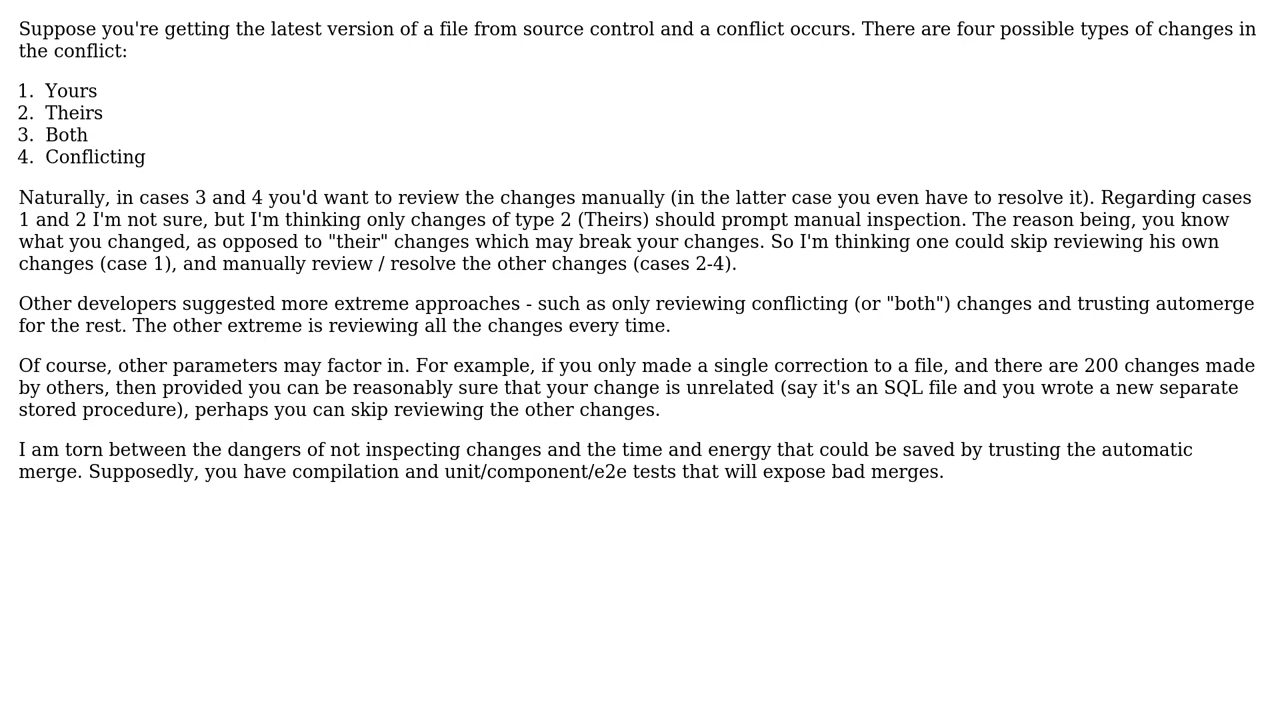 Suppose you're getting the latest version of a file from source control and a conflict occurs. There are four possible types of changes in
the conflict:
1. Yours
2. Theirs
3. Both
4. Conflicting
Naturally, in cases 3 and 4 you'd want to review the changes manually (in the latter case you even have to resolve it). Regarding cases
1 and 2 I'm not sure, but I'm thinking only changes of type 2 (Theirs) should prompt manual inspection. The reason being, you know
what you changed, as opposed to "their" changes which may break your changes. So I'm thinking one could skip reviewing his own
changes (case 1), and manually review / resolve the other changes (cases 2-4).
Other developers suggested more extreme approaches - such as only reviewing conflicting (or "both") changes and trusting automerge
for the rest. The other extreme is reviewing all the changes every time.
Of course, other parameters may factor in. For example, if you only made a single correction to a file, and there are 200 changes made
by others, then provided you can be reasonably sure that your change is unrelated (say it's an SQL file and you wrote a new separate
stored procedure), perhaps you can skip reviewing the other changes.
I am torn between the dangers of not inspecting changes and the time and energy that could be saved by trusting the automatic
merge. Supposedly, you have compilation and unit/component/e2e tests that will expose bad merges.